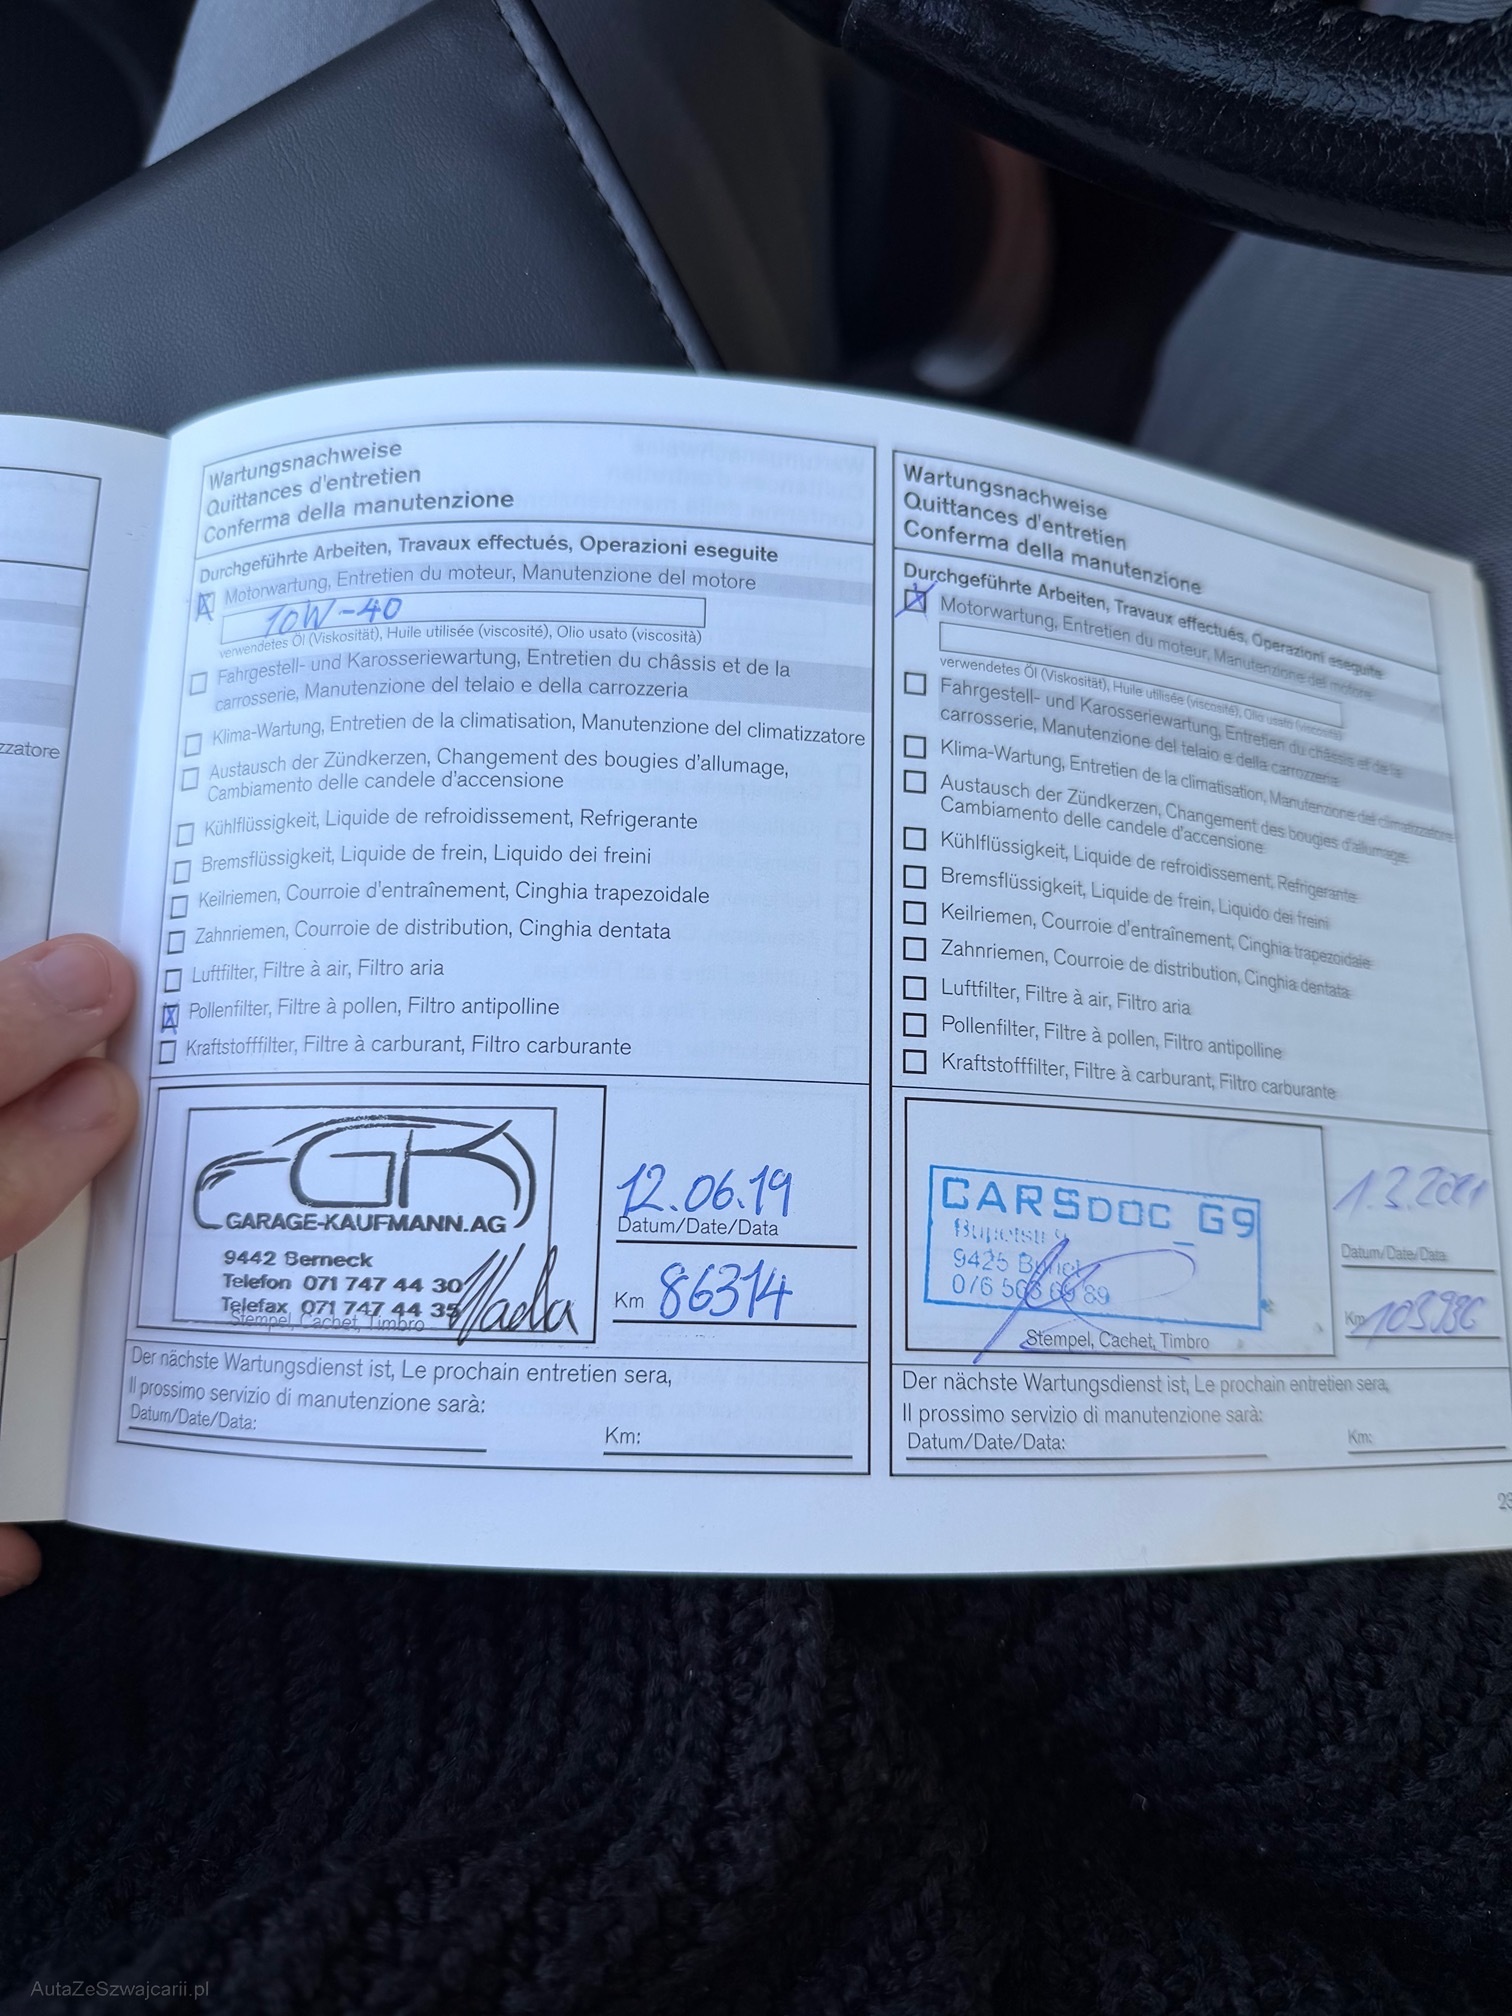 zzatore
Wartungsnachweise
Quittances d'entretien
Conferma della manutenzione
Durchgeführte Arbeiten, Travaux effectués, Operazioni eseguite
Motorwartung, Entretien du moteur, Manutenzione del motore
10W-40
verwendetes Öl (Viskosität), Huile utilisée (viscosité), Olio usato (viscosità)
Fahrgestell- und Karosseriewartung, Entretien du châssis et de la
carrosserie, Manutenzione del telaio e della carrozzeria
Klima-Wartung, Entretien de la climatisation, Manutenzione del climatizzatore
Austausch der Zündkerzen, Changement des bougies d'allumage,
Cambiamento delle candele d'accensione
Kühlflüssigkeit, Liquide de refroidissement, Refrigerante
Bremsflüssigkeit, Liquide de frein, Liquido dei freini
Keilriemen, Courroie d'entraînement, Cinghia trapezoidale
Zahnriemen, Courroie de distribution, Cinghia dentata
Luftfilter, Filtre à air, Filtro aria
Pollenfilter, Filtre à pollen, Filtro antipolline
Kraftstofffilter, Filtre à carburant, Filtro carburante
GK
GARAGE-KAUFMANN.AG
9442 Berneck
Telefon 071 747 44 30
Telefax 071 747 44 35
Stempel, Cachet, Timbro
12.06.19
Datum/Date/Data
Km 86314
Der nächste Wartungsdienst ist, Le prochain entretien sera,
Il prossimo servizio di manutenzione sarà:
Datum/Date/Data:
Km:
Wartungsnachweise
Quittances d'entretien
Conferma della manutenzione
Durchgeführte Arbeiten, Travaux effectués, Operazioni eseguite
Motorwartung, Entretien du moteur, Manutenzione del motore
verwendetes Öl (Viskosität), Huile utilisée (viscosité), Olio usato (viscosità)
Fahrgestell- und Karosseriewartung, Entretien du châssis et de la
carrosserie, Manutenzione del telaio e della carrozzeria
Klima-Wartung, Entretien de la climatisation, Manutenzione del climatizzatore
Austausch der Zündkerzen, Changement des bougies d'allumage,
Cambiamento delle candele d'accensione
Kühlflüssigkeit, Liquide de refroidissement, Refrigerante
Bremsflüssigkeit, Liquide de frein, Liquido dei freini
Keilriemen, Courroie d'entraînement, Cinghia trapezoidale
Zahnriemen, Courroie de distribution, Cinghia dentata
Luftfilter, Filtre à air, Filtro aria
Pollenfilter, Filtre à pollen, Filtro antipolline
Kraftstofffilter, Filtre à carburant, Filtro carburante
CARSDOC_G9
9425
076
Stempel, Cachet, Timbro
1.3.2021
Datum/Date/Data
Km
Der nächste Wartungsdienst ist, Le prochain entretien sera,
Il prossimo servizio di manutenzione sarà:
Datum/Date/Data:
Km:
AutaZeSzwajcarii.pl